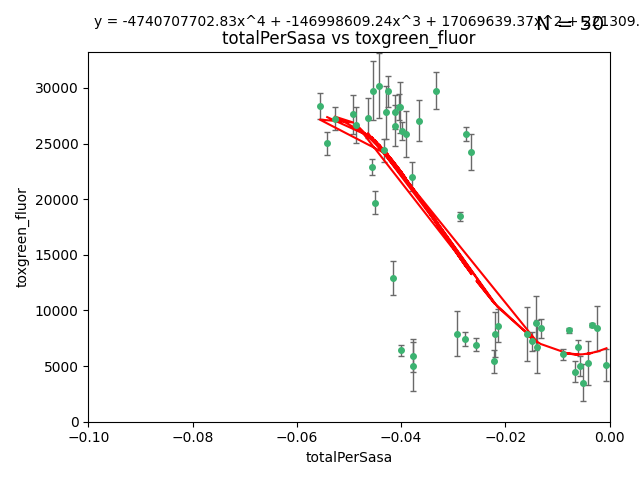 y = -4740707702.83x^4 + -146998609.24x^3 + 17069639.37x^2 + 221309.
N = 50
totalPerSasa vs toxgreen_fluor
toxgreen_fluor
30000
25000
20000
15000
10000
5000
0
−0.10
−0.08
−0.06
−0.04
−0.02
0.00
totalPerSasa